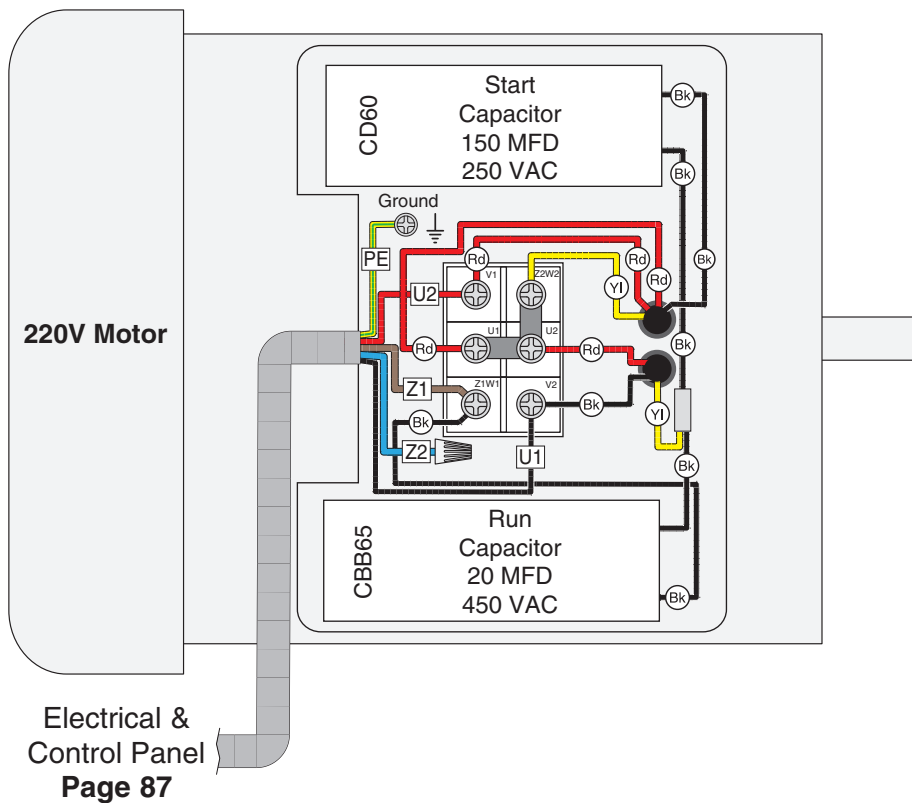 CD60
Start
Capacitor
150 MFD
250 VAC
Bk
Bk
Ground
PE
Rd
Rd
Rd
Bk
V1
Z2W2
Yl
U2
220V Motor
U1
U2
Rd
Rd
Bk
Z1
Z1W1
V2
Bk
Bk
Yl
Z2
U1
Bk
CBB65
Run
Capacitor
20 MFD
450 VAC
Bk
Electrical &
Control Panel
Page 87